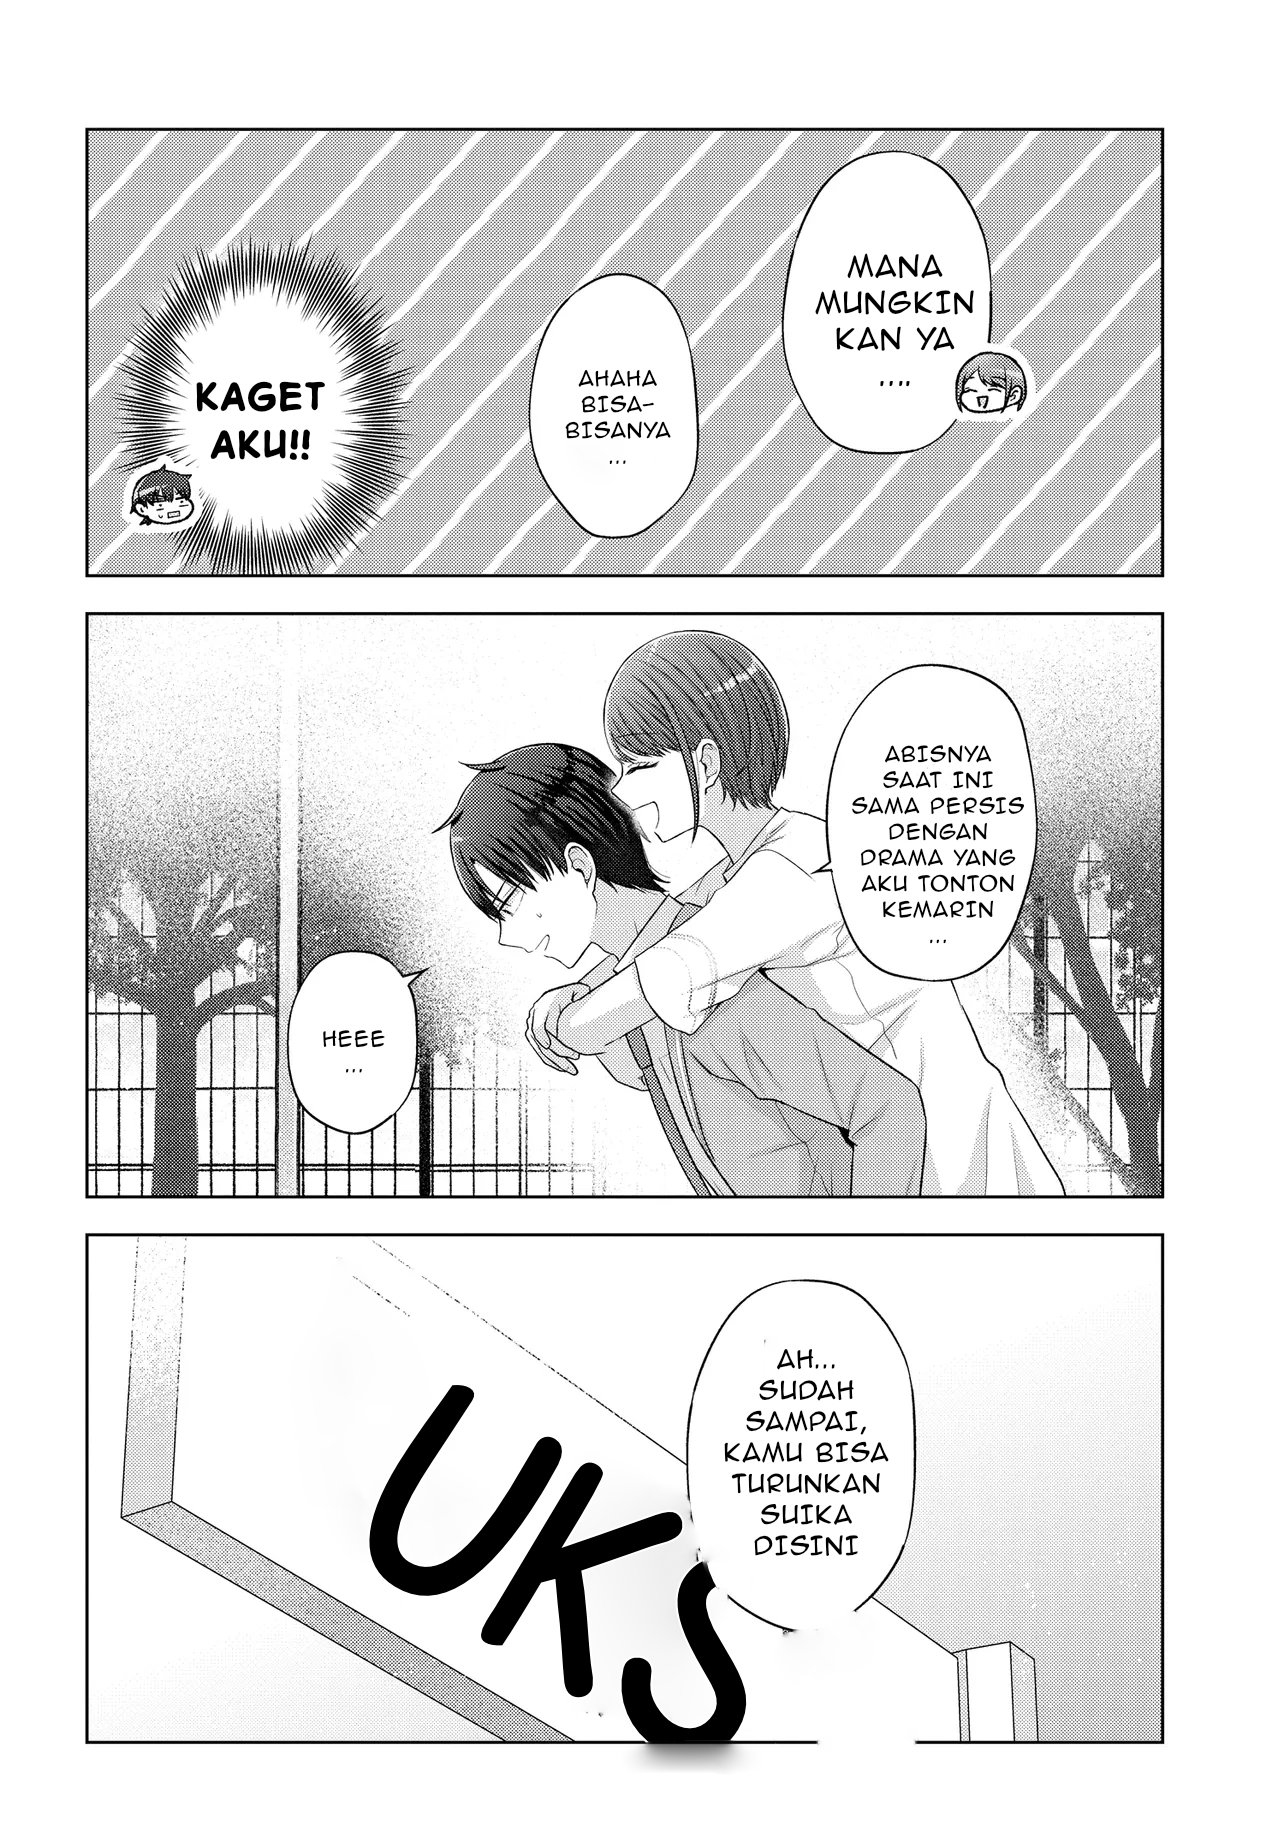 MANA
MUNGKIN
KAN YA
....
AHAHA
BISA-
BISANYA
...
KAGET
AKU!!
ABISNYA
SAAT INI
SAMA PERSIS
DENGAN
DRAMA YANG
AKU TONTON
KEMARIN
...
HEEE
...
AH...
SUDAH
SAMPAI,
KAMU BISA
TURUNKAN
SUIKA
DISINI
UKS